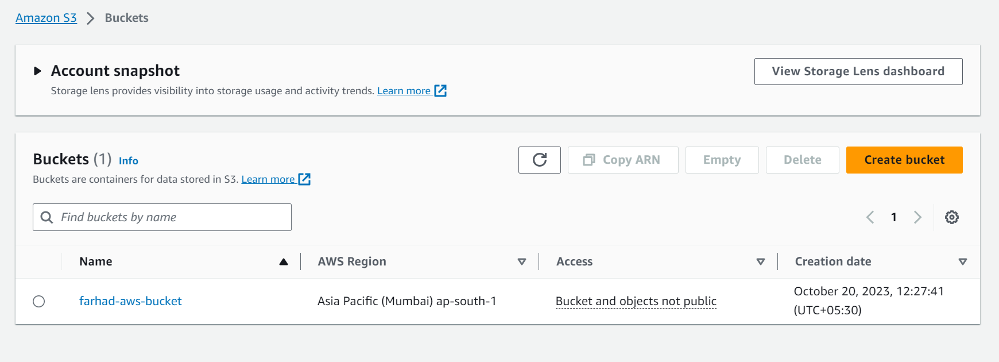 Amazon S3 > Buckets
Account snapshot
View Storage Lens dashboard
Storage lens provides visibility into storage usage and activity trends. Learn more
Buckets (1) Info
Copy ARN
Empty
Delete
Create bucket
Buckets are containers for data stored in S3. Learn more
Find buckets by name
1
Name AWS Region Access Creation date
farhad-aws-bucket Asia Pacific (Mumbai) ap-south-1 Bucket and objects not public October 20, 2023, 12:27:41
(UTC+05:30)